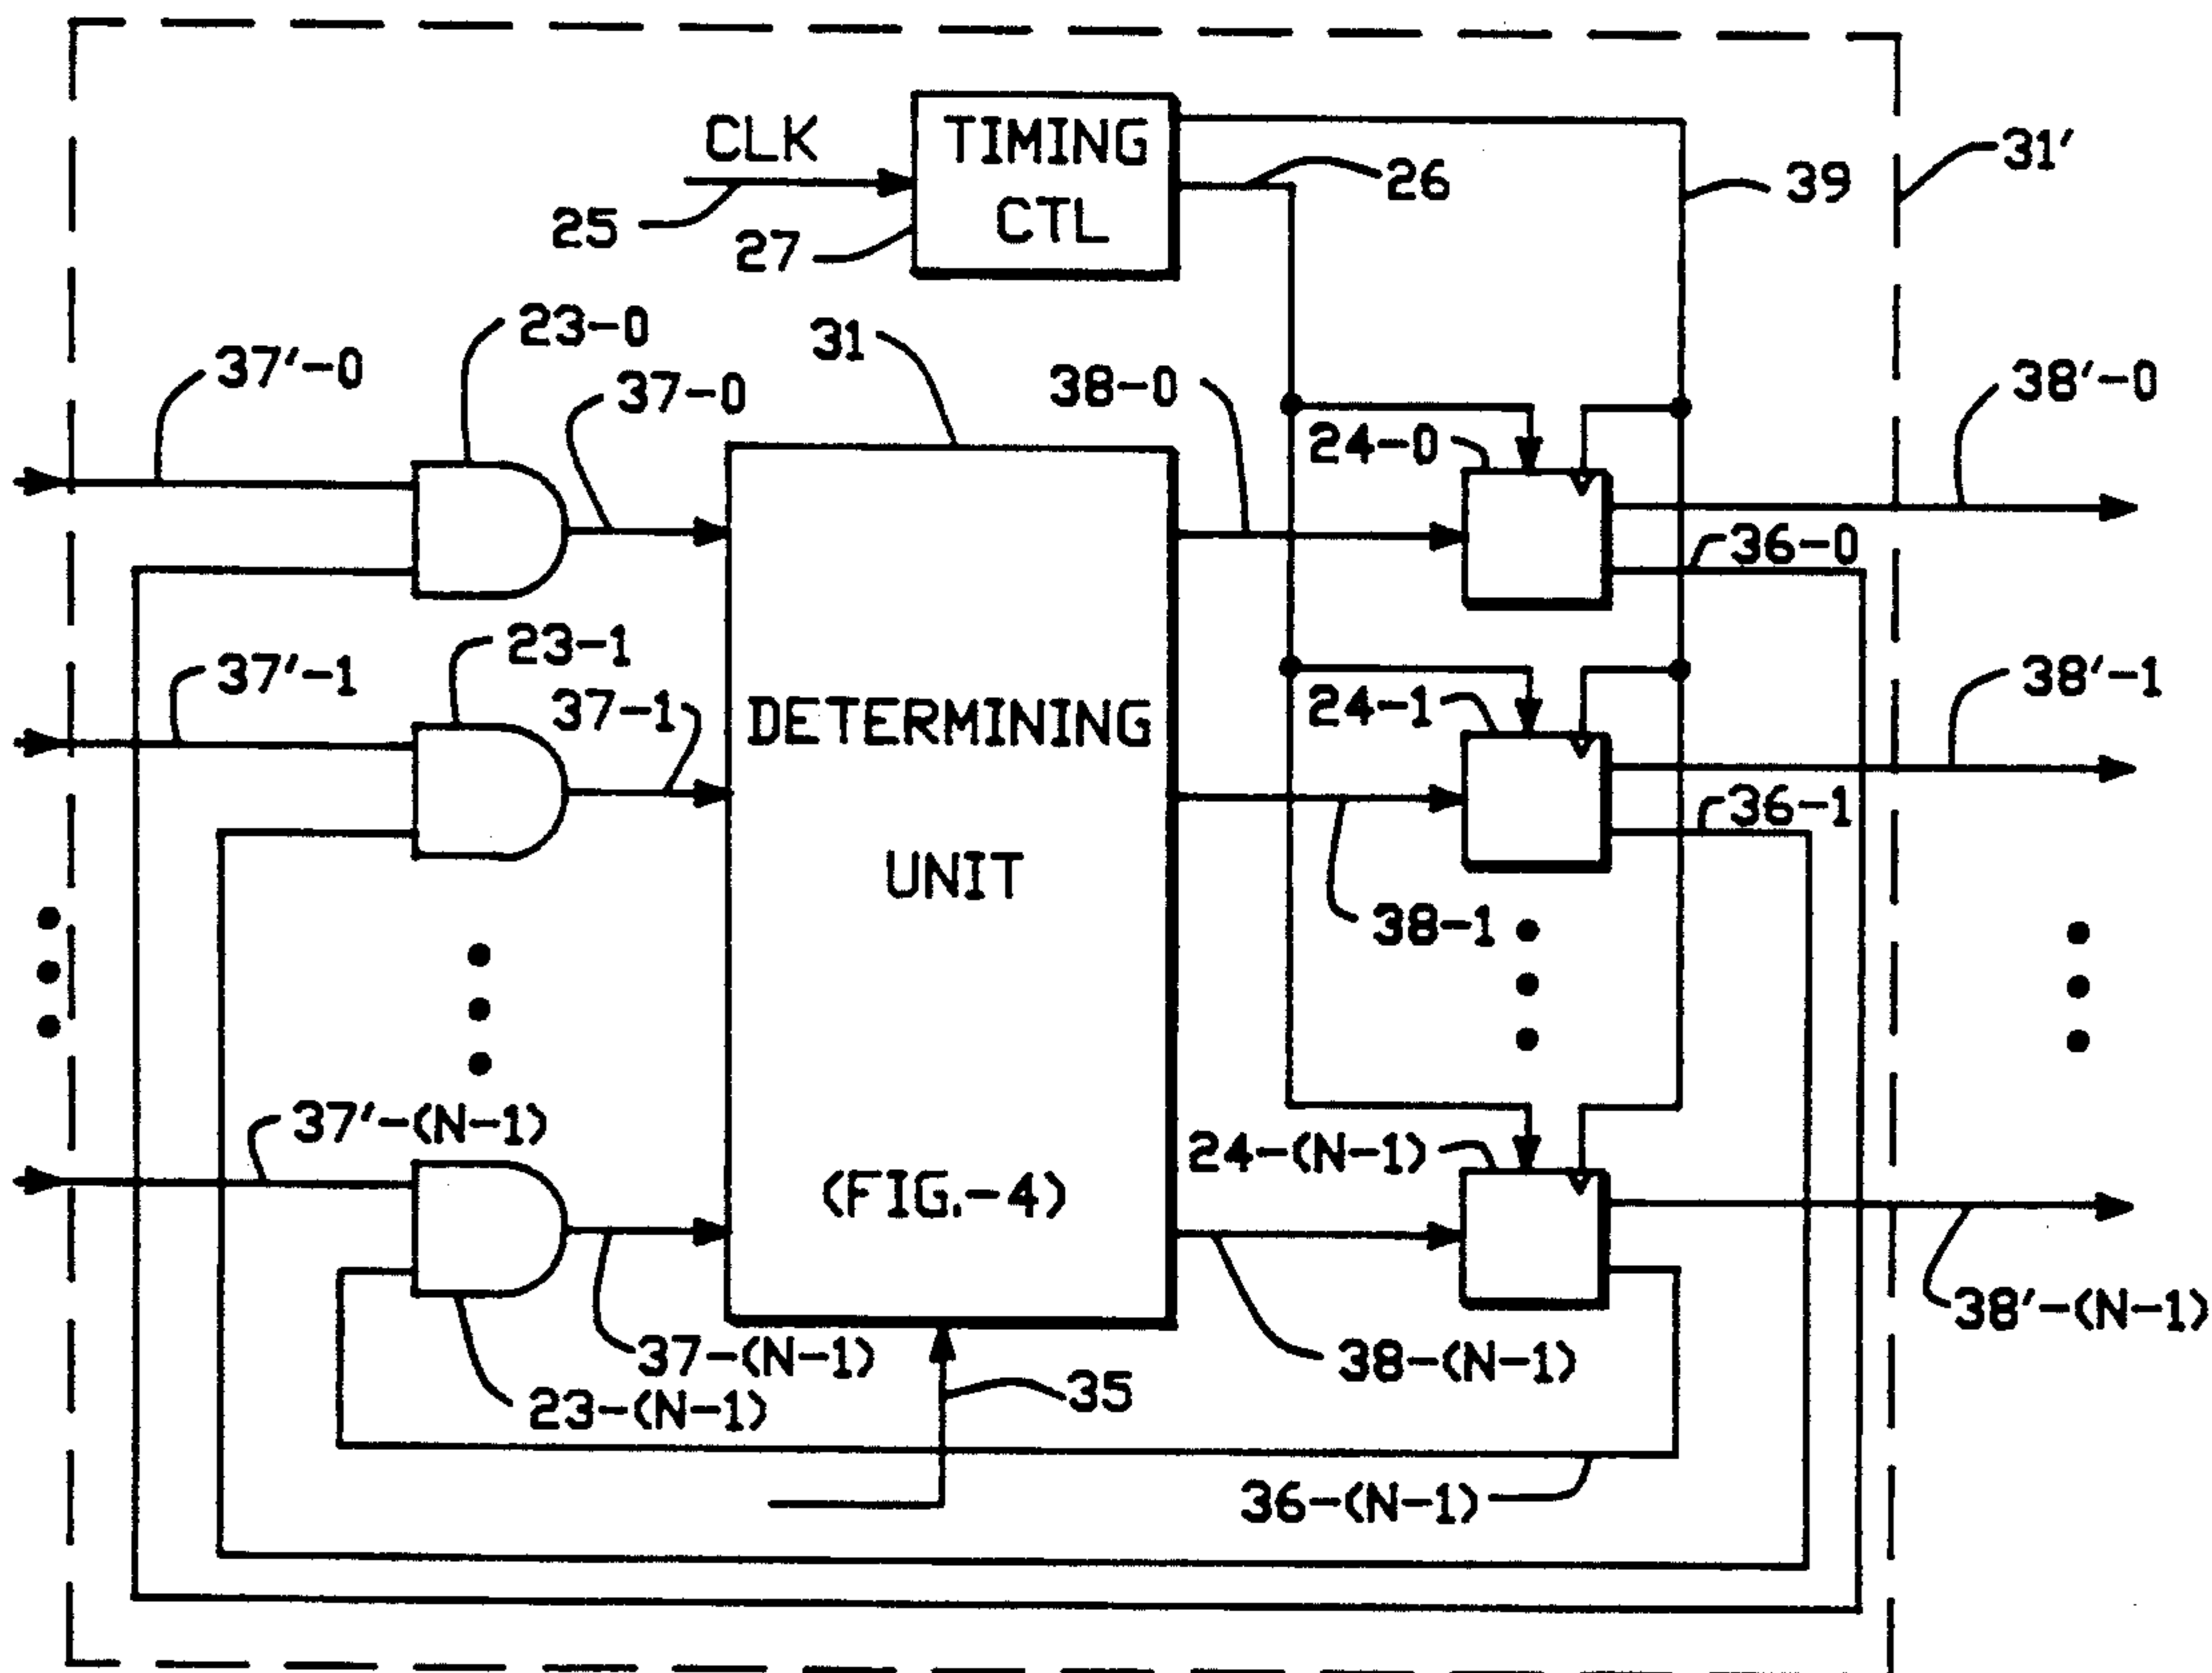 CLK
TIMING
CTL
25
27
26
39
31'
23-0
31
37'-0
37-0
38-0
38'-0
24-0
36-0
23-1
37'-1
37-1
DETERMINING
24-1
38'-1
36-1
UNIT
38-1
37'-(N-1)
24-(N-1)
(FIG.-4)
38'-(N-1)
37-(N-1)
38-(N-1)
35
23-(N-1)
36-(N-1)